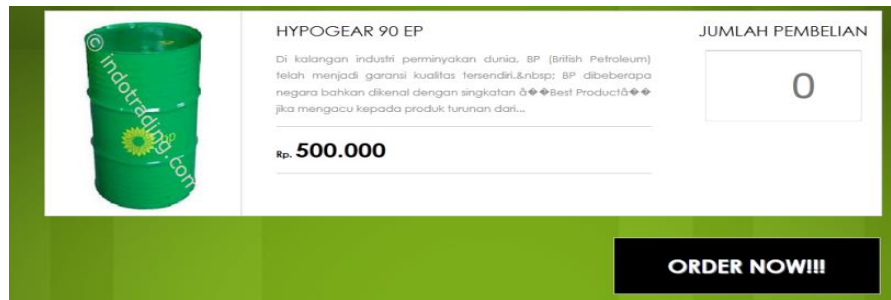 HYPOGEAR 90 EP
JUMLAH PEMBELIAN
Di kalangan industri perminyakan dunia, BP (British Petroleum)
telah menjadi garansi kualitas tersendiri.&nbsp; BP dibeberapa
negara bahkan dikenal dengan singkatan â��Best Productâ��
jika mengacu kepada produk turunan dari...
0
Rp. 500.000
ORDER NOW!!!
© indotrading.com
bp